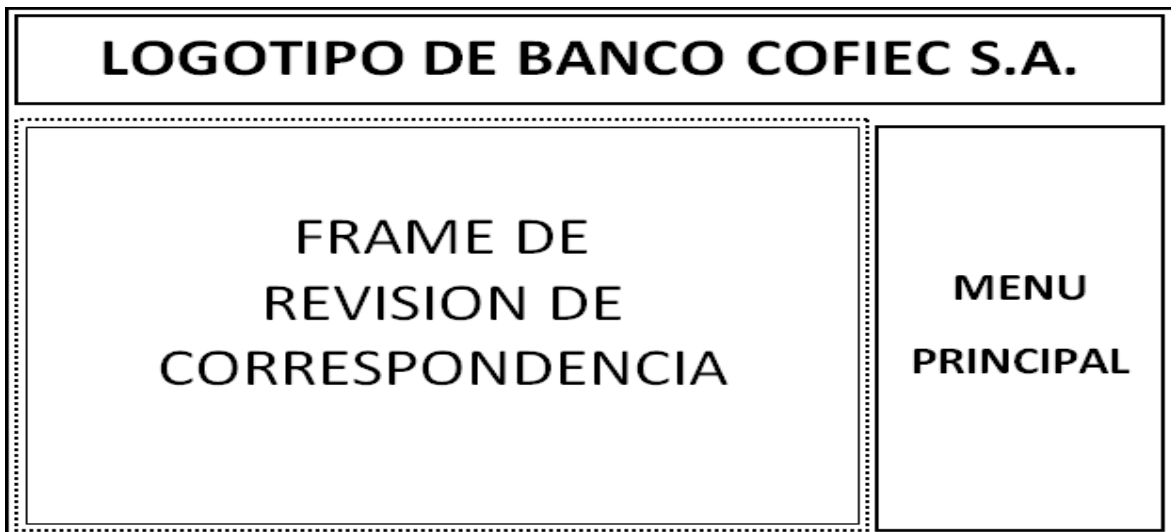 LOGOTIPO DE BANCO COFIEC S.A.
FRAME DE
REVISION DE
CORRESPONDENCIA
MENU
PRINCIPAL